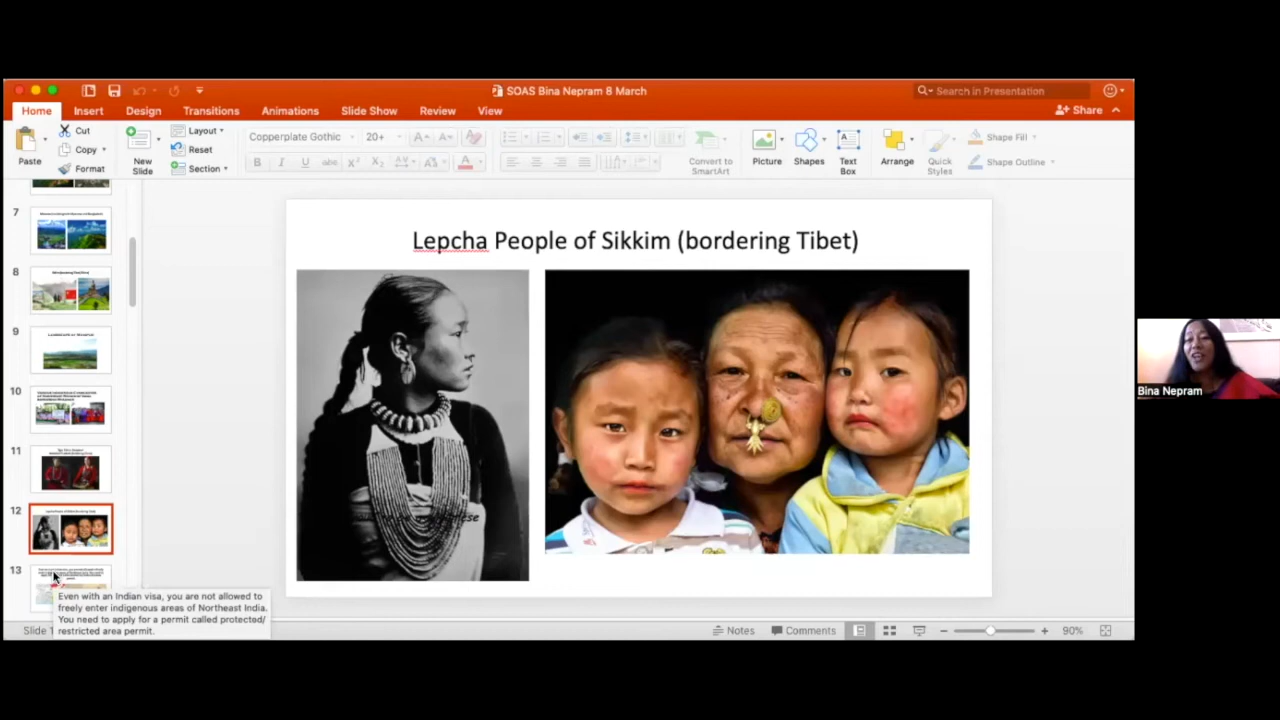 SOAS Bina Nepram 8 March
Search in Presentation
Home Insert Design Transitions Animations Slide Show Review View
Share
Paste
Cut
Copy
Format
New Slide
Layout
Reset
Section
Copperplate Gothic 20+
Convert to SmartArt
Picture
Shapes
Text Box
Arrange
Quick Styles
Shape Fill
Shape Outline
7
8
9
10
11
12
13
Lepcha People of Sikkim (bordering Tibet)
Even with an Indian visa, you are not allowed to
freely enter indigenous areas of Northeast India.
You need to apply for a permit called protected/
restricted area permit.
Slide
Notes
Comments
90%
Bina Nepram